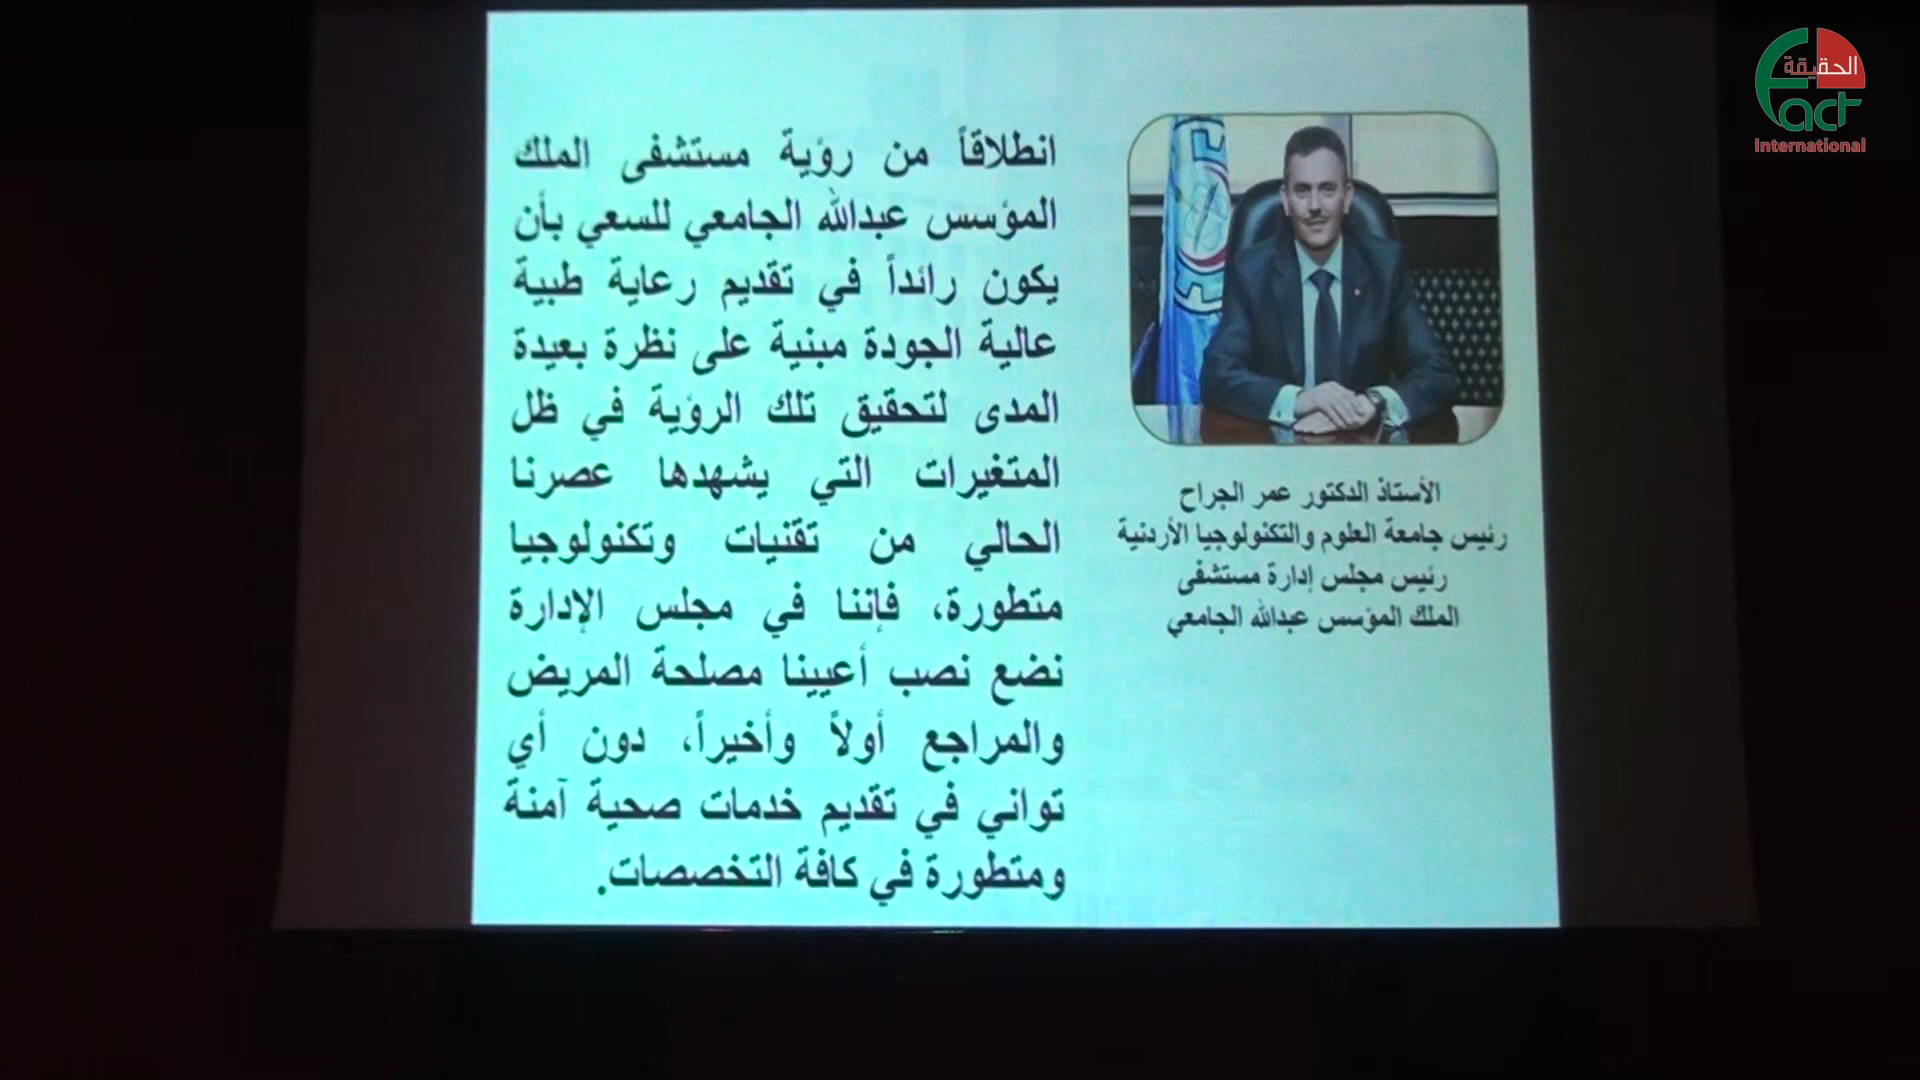 انطلاقاً من رؤية مستشفى الملك
المؤسس عبدالله الجامعي للسعي بأن
يكون رائداً في تقديم رعاية طبية
عالية الجودة مبنية على نظرة بعيدة
المدى لتحقيق تلك الرؤية في ظل
المتغيرات التي يشهدها عصرنا
الحالي من تقنيات وتكنولوجيا
متطورة، فإننا في مجلس الإدارة
نضع نصب أعيينا مصلحة المريض
والمراجع أولاً وأخيراً، دون أي
تواني في تقديم خدمات صحية آمنة
ومتطورة في كافة التخصصات.
الأستاذ الدكتور عمر الجراح
رئيس جامعة العلوم والتكنولوجيا الأردنية
رئيس مجلس إدارة مستشفى
الملك المؤسس عبدالله الجامعي
الحقيقة
Fact
International